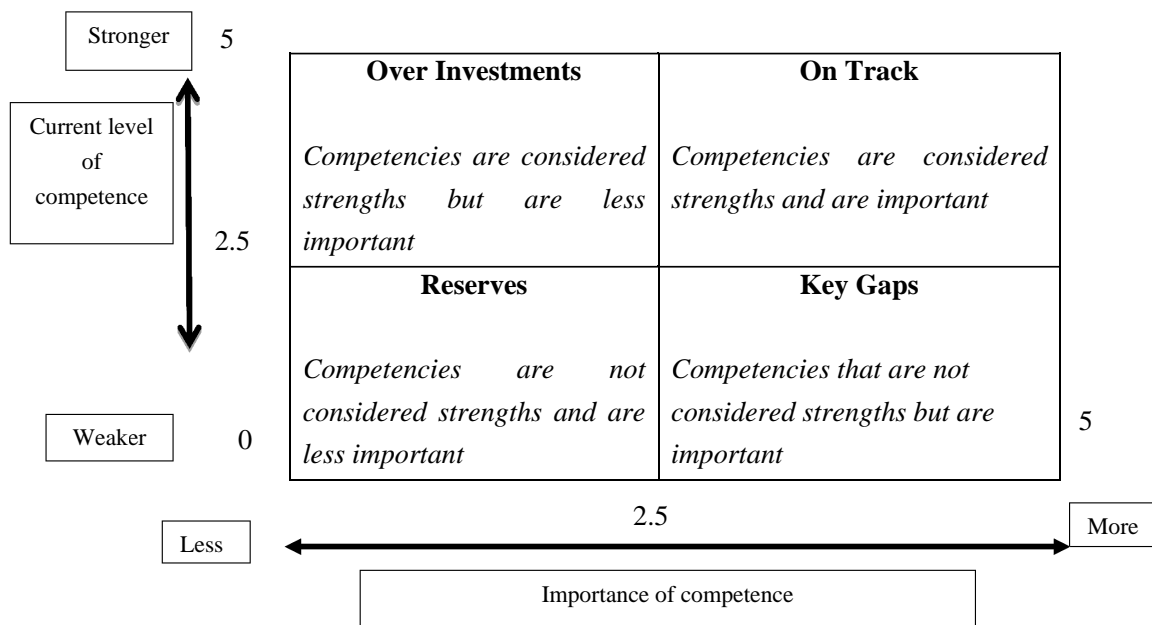 Stronger
5
Over Investments
On Track
Current level
of
competence
Competencies are considered
strengths but are less
important
Competencies are considered
strengths and are important
2.5
Reserves
Key Gaps
Competencies are not
considered strengths and are
less important
Competencies that are not
considered strengths but are
important
Weaker
0
5
2.5
Less
More
Importance of competence